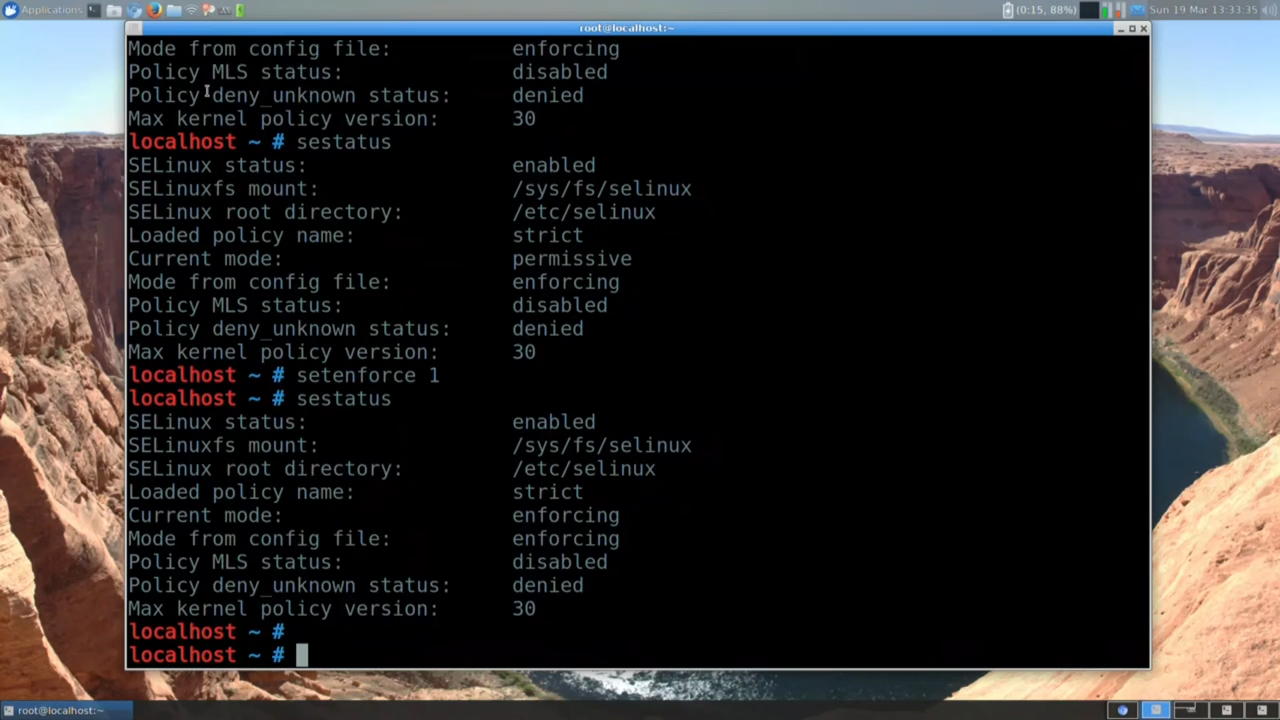 Applications
(0:15, 88%)
Sun 19 Mar 13:33:35
root@localhost:~
Mode from config file: enforcing
Policy MLS status: disabled
Policy deny_unknown status: denied
Max kernel policy version: 30
localhost ~ # sestatus
SELinux status: enabled
SELinuxfs mount: /sys/fs/selinux
SELinux root directory: /etc/selinux
Loaded policy name: strict
Current mode: permissive
Mode from config file: enforcing
Policy MLS status: disabled
Policy deny_unknown status: denied
Max kernel policy version: 30
localhost ~ # setenforce 1
localhost ~ # sestatus
SELinux status: enabled
SELinuxfs mount: /sys/fs/selinux
SELinux root directory: /etc/selinux
Loaded policy name: strict
Current mode: enforcing
Mode from config file: enforcing
Policy MLS status: disabled
Policy deny_unknown status: denied
Max kernel policy version: 30
localhost ~ #
localhost ~ #
root@localhost:~